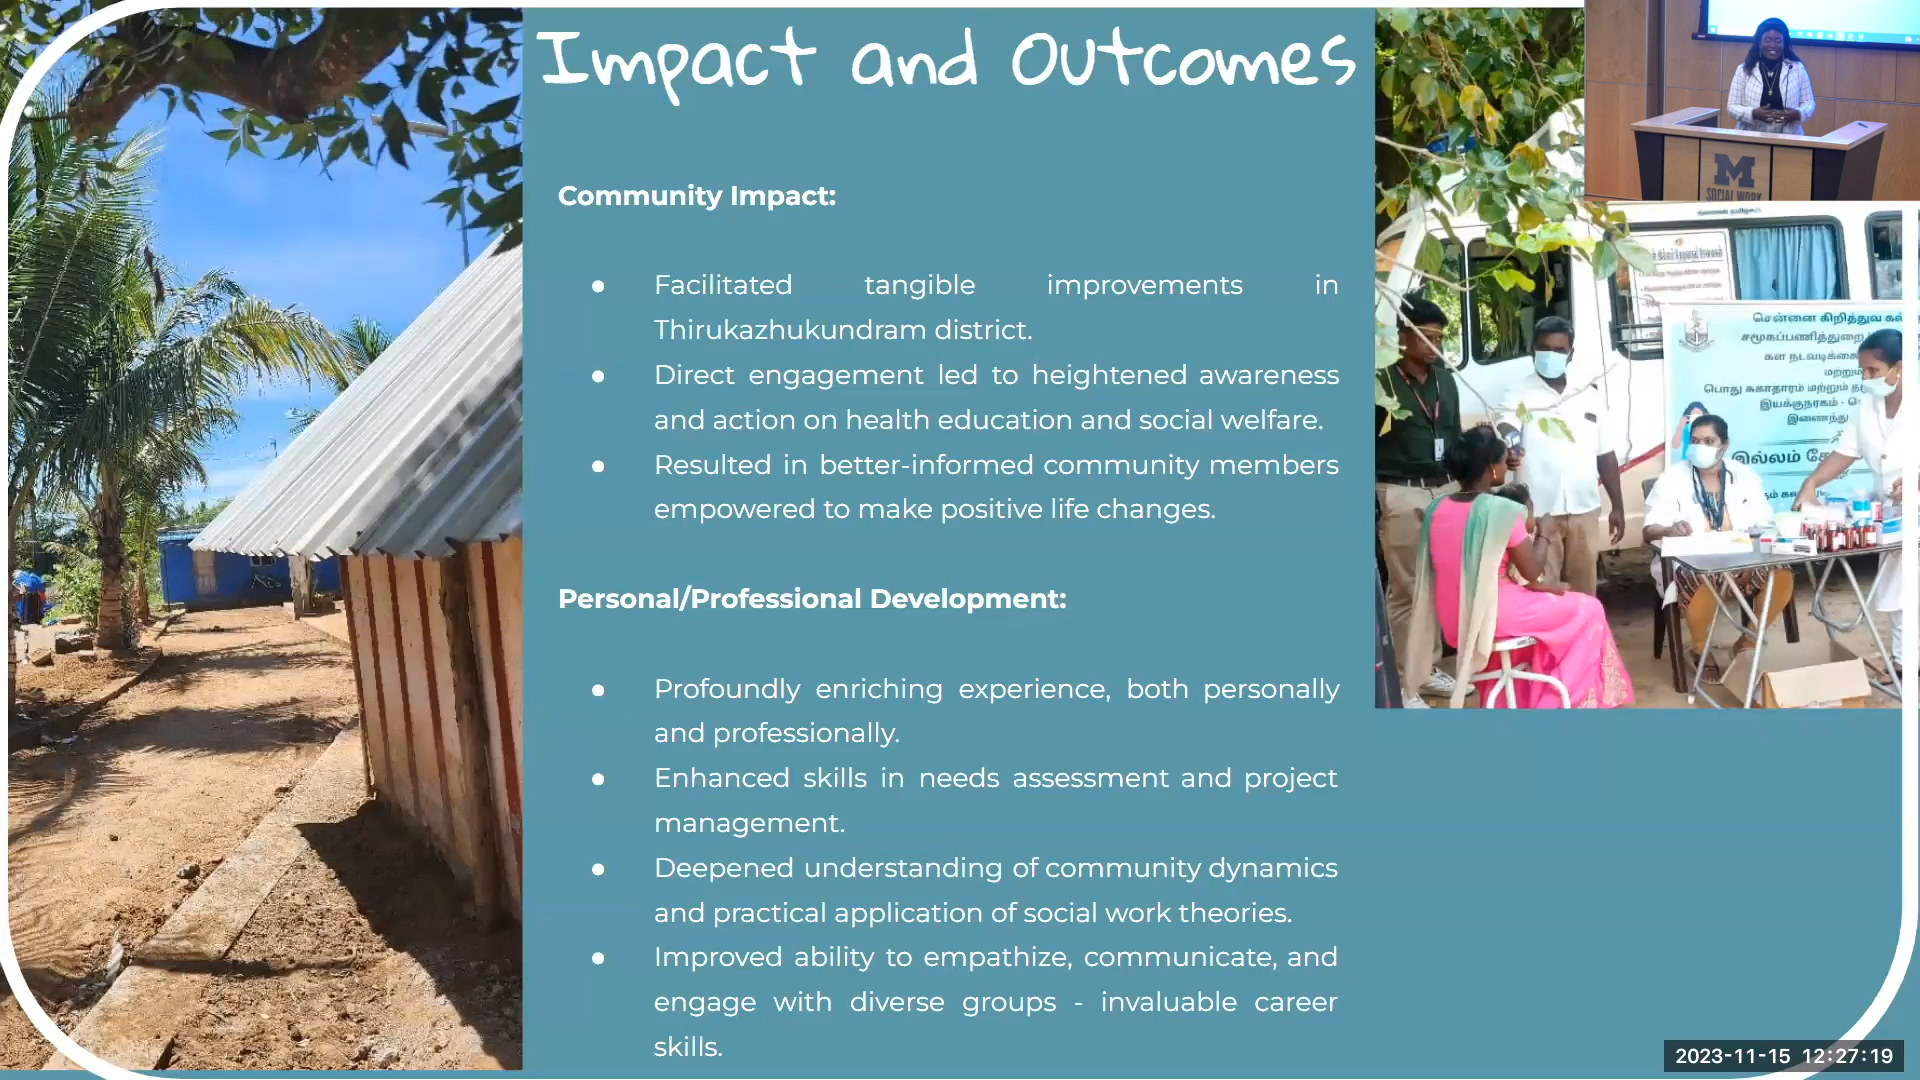 Impact and Outcomes
Community Impact:
● Facilitated tangible improvements in
Thirukazhukundram district.
● Direct engagement led to heightened awareness
and action on health education and social welfare.
● Resulted in better-informed community members
empowered to make positive life changes.
Personal/Professional Development:
● Profoundly enriching experience, both personally
and professionally.
● Enhanced skills in needs assessment and project
management.
● Deepened understanding of community dynamics
and practical application of social work theories.
● Improved ability to empathize, communicate, and
engage with diverse groups - invaluable career
skills.
M
SOCIAL WORK
சென்னை கிறித்துவ
சமூகப்பணித்துறை
கள நடவடிக்கை
மற்றும்
பொது சுகாதாரம் மற்றும்
இயக்குநரகம்
இணைந்து
இல்லம்
2023-11-15 12:27:19